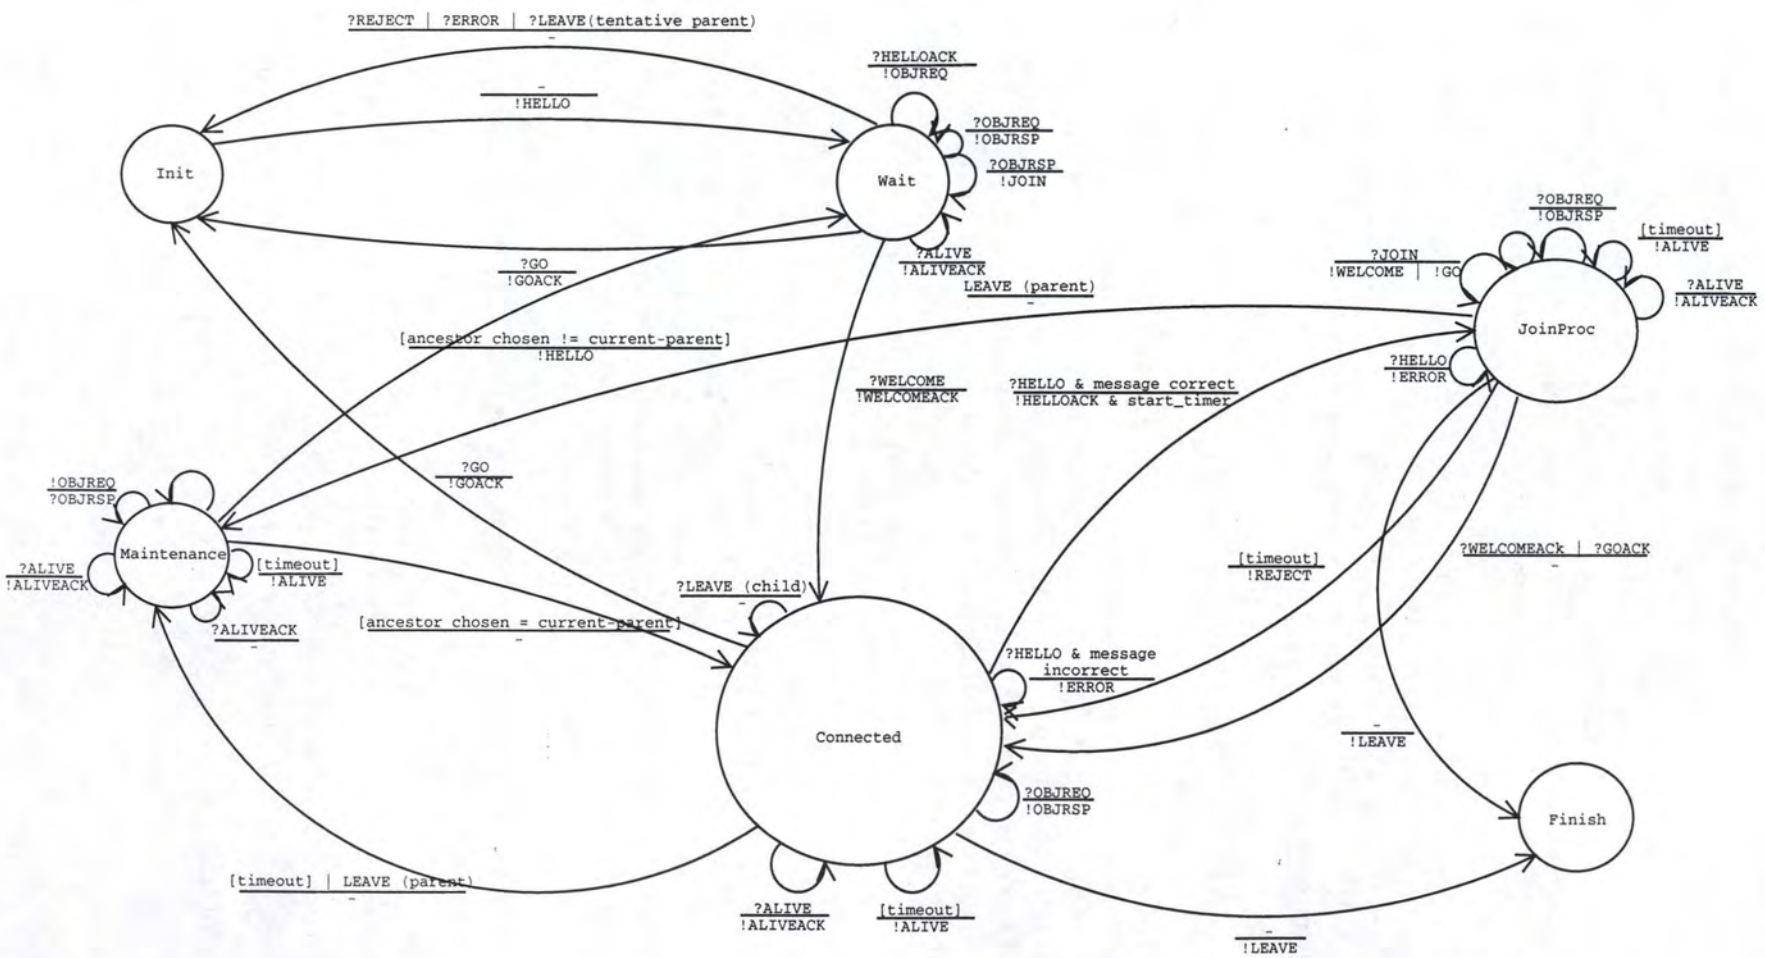 ?REJECT | ?ERROR | ?LEAVE(tentative parent)
-
-
!HELLO
?HELLOACK
!OBJREQ
?OBJREQ
!OBJRSP
?OBJRSP
!JOIN
Init
Wait
?ALIVE
!ALIVEACK
?GO
!GOACK
?OBJREQ
!OBJRSP
[timeout]
!ALIVE
?JOIN
!WELCOME | !GO
?ALIVE
!ALIVEACK
LEAVE (parent)
-
JoinProc
[ancestor chosen != current-parent]
!HELLO
?HELLO
!ERROR
?WELCOME
!WELCOMEACK
?HELLO & message correct
!HELLOACK & start_timer
?GO
!GOACK
!OBJREQ
?OBJRSP
Maintenance
?ALIVE
!ALIVEACK
[timeout]
!ALIVE
?ALIVEACK
-
?WELCOMEACk | ?GOACK
-
[timeout]
!REJECT
?LEAVE (child)
-
[ancestor chosen = current-parent]
-
?HELLO & message
incorrect
!ERROR
Connected
-
!LEAVE
?OBJREQ
!OBJRSP
Finish
[timeout] | LEAVE (parent)
-
?ALIVE
!ALIVEACK
[timeout]
!ALIVE
-
!LEAVE